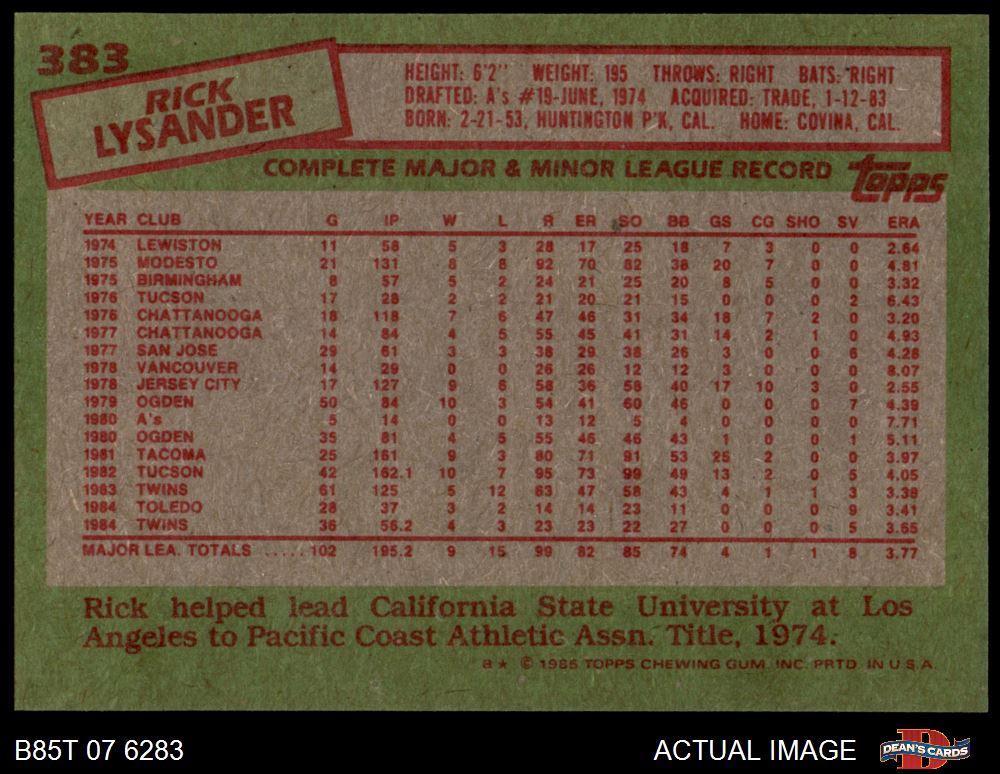 383
RICK
LYSANDER
HEIGHT: 6'2" WEIGHT: 195 THROWS: RIGHT BATS: RIGHT
DRAFTED: A's #19-JUNE, 1974 ACQUIRED: TRADE, 1-12-83
BORN: 2-21-53, HUNTINGTON P'K, CAL. HOME: COVINA, CAL.
COMPLETE MAJOR & MINOR LEAGUE RECORD topps
YEAR CLUB G IP W L R ER SO BB GS CG SHO SV ERA
1974 LEWISTON 11 58 5 3 28 17 25 18 7 3 0 0 2.64
1975 MODESTO 21 131 8 8 92 70 82 38 20 7 0 0 4.81
1975 BIRMINGHAM 8 57 5 2 24 21 25 20 8 5 0 0 3.32
1976 TUCSON 17 28 2 2 21 20 21 15 0 0 0 2 6.43
1976 CHATTANOOGA 18 118 7 6 47 46 31 34 18 7 2 0 3.20
1977 CHATTANOOGA 14 84 4 5 55 45 41 31 14 2 1 0 4.93
1977 SAN JOSE 29 61 3 3 38 29 38 26 3 0 0 6 4.28
1978 VANCOUVER 14 29 0 0 26 26 12 12 3 0 0 0 8.07
1978 JERSEY CITY 17 127 9 6 58 36 58 40 17 10 3 0 2.55
1979 OGDEN 50 84 10 3 54 41 60 46 0 0 0 7 4.39
1980 A's 5 14 0 0 13 12 5 4 0 0 0 0 7.71
1980 OGDEN 35 81 4 5 55 46 46 43 1 0 0 1 5.11
1981 TACOMA 25 161 9 3 80 71 91 53 25 2 0 0 3.97
1982 TUCSON 42 162.1 10 7 95 73 99 49 13 2 0 5 4.05
1983 TWINS 61 125 5 12 63 47 58 43 4 1 1 3 3.38
1984 TOLEDO 28 37 3 2 14 14 23 11 0 0 0 9 3.41
1984 TWINS 36 56.2 4 3 23 23 22 27 0 0 0 5 3.65
MAJOR LEA. TOTALS ..... 102 195.2 9 15 99 82 85 74 4 1 1 8 3.77
Rick helped lead California State University at Los
Angeles to Pacific Coast Athletic Assn. Title, 1974.
B★ © 1985 TOPPS CHEWING GUM, INC. PRTD. IN U.S.A.
B85T 07 6283
ACTUAL IMAGE
D
DEAN'S CARDS